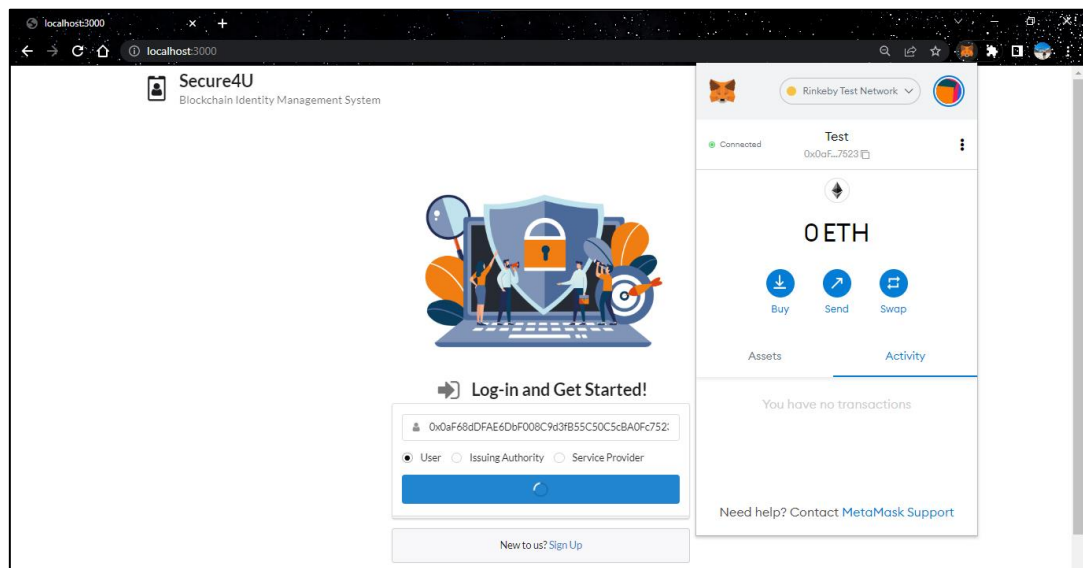 localhost:3000
localhost:3000
Secure4U
Blockchain Identity Management System
Rinkeby Test Network
Connected
Test
0x0aF...7523
0 ETH
Buy Send Swap
Assets Activity
You have no transactions
Need help? Contact MetaMask Support
Log-in and Get Started!
0x0aF68dDFAE6DbF008C9d3fB55C50C5cBA0Fc752
User Issuing Authority Service Provider
New to us? Sign Up